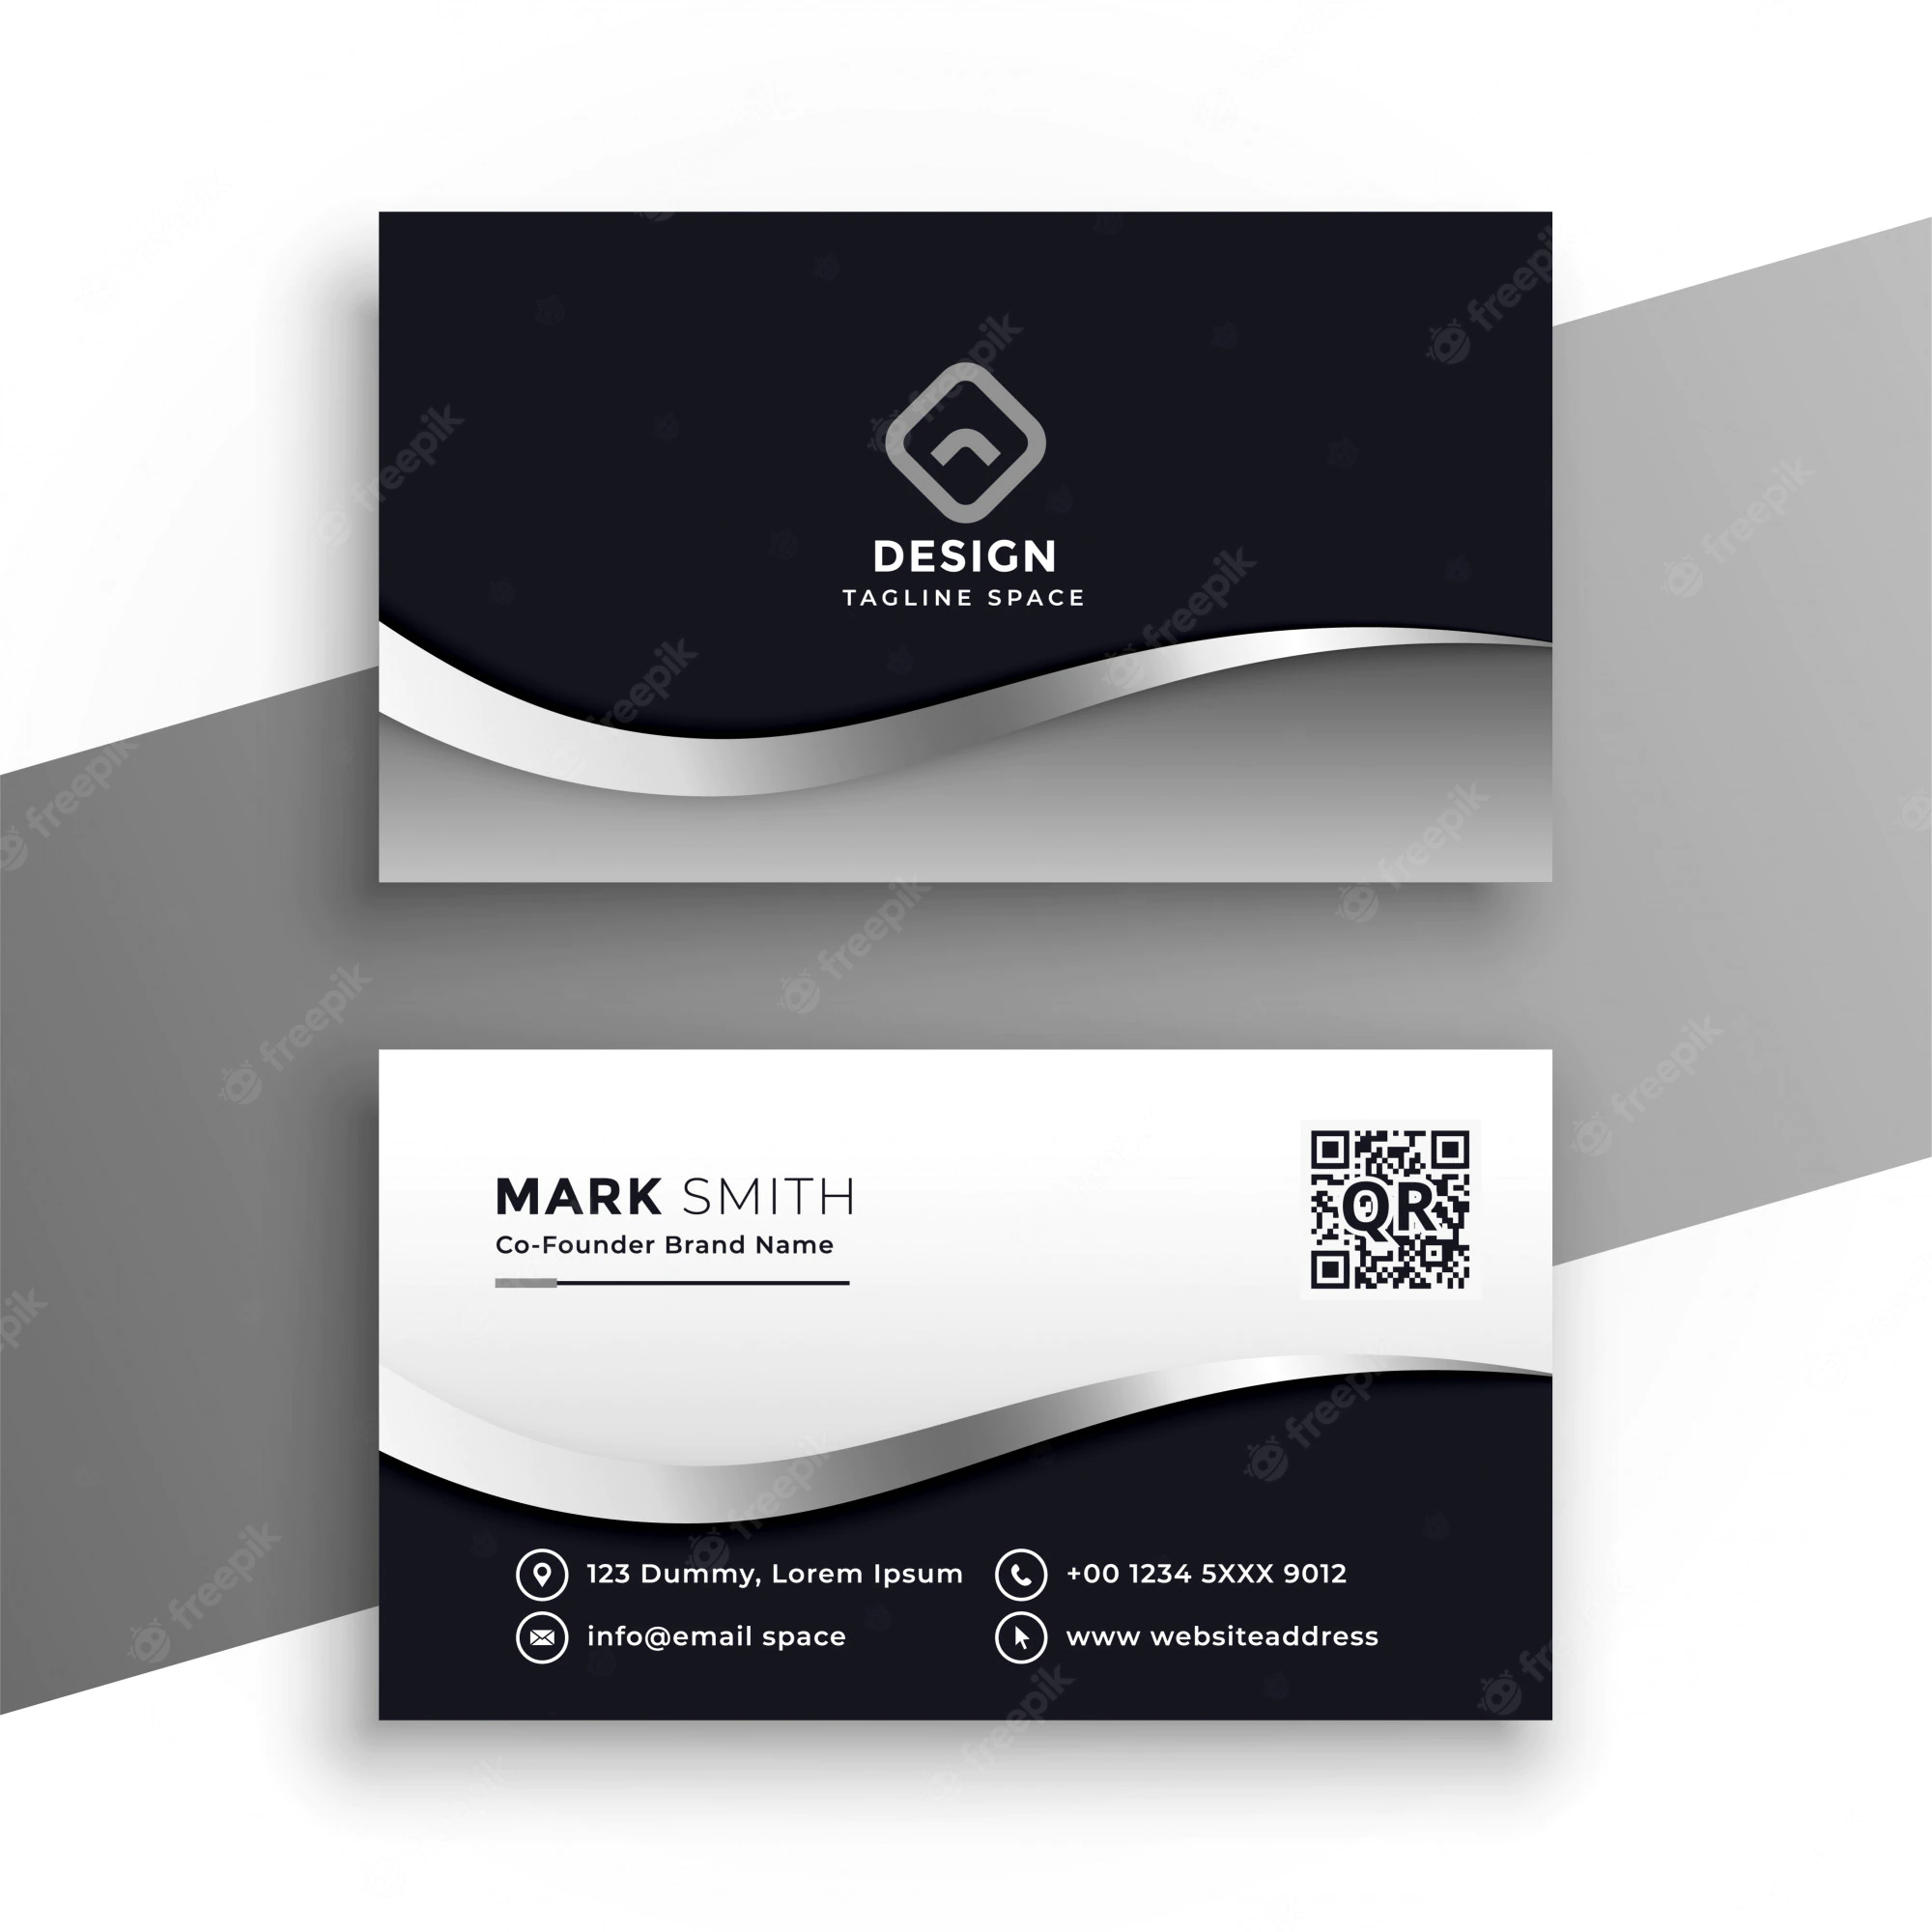 DESIGN
TAGLINE SPACE
MARK SMITH
Co-Founder Brand Name
QR
123 Dummy, Lorem Ipsum
+00 1234 5XXX 9012
info@email space
www websiteaddress
freepik